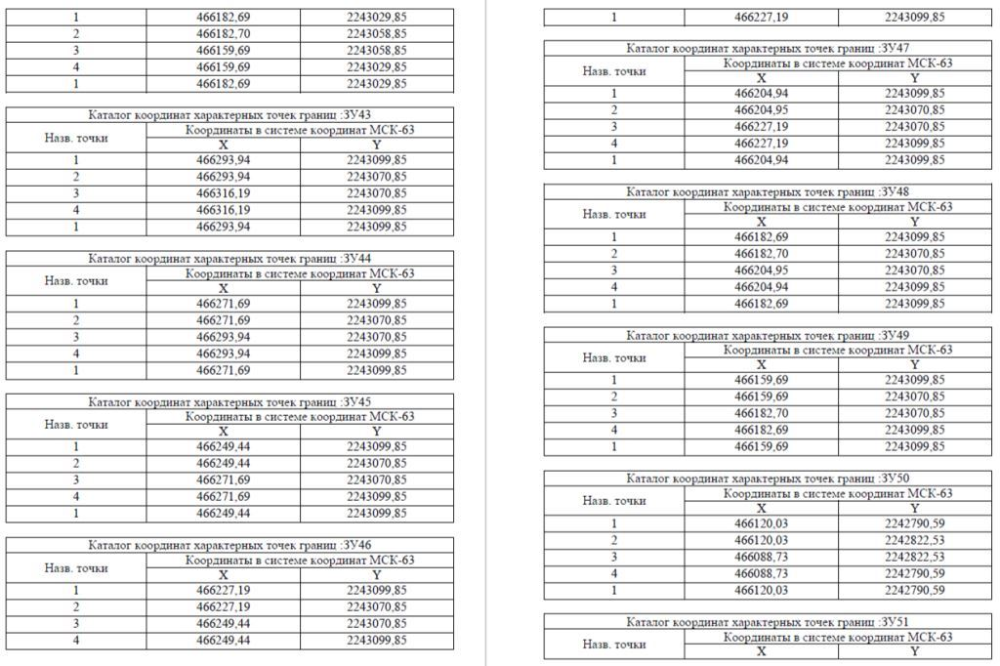 1 466182,69 2243029,85
2 466182,70 2243058,85
3 466159,69 2243058,85
4 466159,69 2243029,85
1 466182,69 2243029,85
Каталог координат характерных точек границ :ЗУ43
Назв. точки Координаты в системе координат МСК-63
X Y
1 466293,94 2243099,85
2 466293,94 2243070,85
3 466316,19 2243070,85
4 466316,19 2243099,85
1 466293,94 2243099,85
Каталог координат характерных точек границ :ЗУ44
Назв. точки Координаты в системе координат МСК-63
X Y
1 466271,69 2243099,85
2 466271,69 2243070,85
3 466293,94 2243070,85
4 466293,94 2243099,85
1 466271,69 2243099,85
Каталог координат характерных точек границ :ЗУ45
Назв. точки Координаты в системе координат МСК-63
X Y
1 466249,44 2243099,85
2 466249,44 2243070,85
3 466271,69 2243070,85
4 466271,69 2243099,85
1 466249,44 2243099,85
Каталог координат характерных точек границ :ЗУ46
Назв. точки Координаты в системе координат МСК-63
X Y
1 466227,19 2243099,85
2 466227,19 2243070,85
3 466249,44 2243070,85
4 466249,44 2243099,85
1 466227,19 2243099,85
Каталог координат характерных точек границ :ЗУ47
Назв. точки Координаты в системе координат МСК-63
X Y
1 466204,94 2243099,85
2 466204,95 2243070,85
3 466227,19 2243070,85
4 466227,19 2243099,85
1 466204,94 2243099,85
Каталог координат характерных точек границ :ЗУ48
Назв. точки Координаты в системе координат МСК-63
X Y
1 466182,69 2243099,85
2 466182,70 2243070,85
3 466204,95 2243070,85
4 466204,94 2243099,85
1 466182,69 2243099,85
Каталог координат характерных точек границ :ЗУ49
Назв. точки Координаты в системе координат МСК-63
X Y
1 466159,69 2243099,85
2 466159,69 2243070,85
3 466182,70 2243070,85
4 466182,69 2243099,85
1 466159,69 2243099,85
Каталог координат характерных точек границ :ЗУ50
Назв. точки Координаты в системе координат МСК-63
X Y
1 466120,03 2242790,59
2 466120,03 2242822,53
3 466088,73 2242822,53
4 466088,73 2242790,59
1 466120,03 2242790,59
Каталог координат характерных точек границ :ЗУ51
Назв. точки Координаты в системе координат МСК-63
X Y